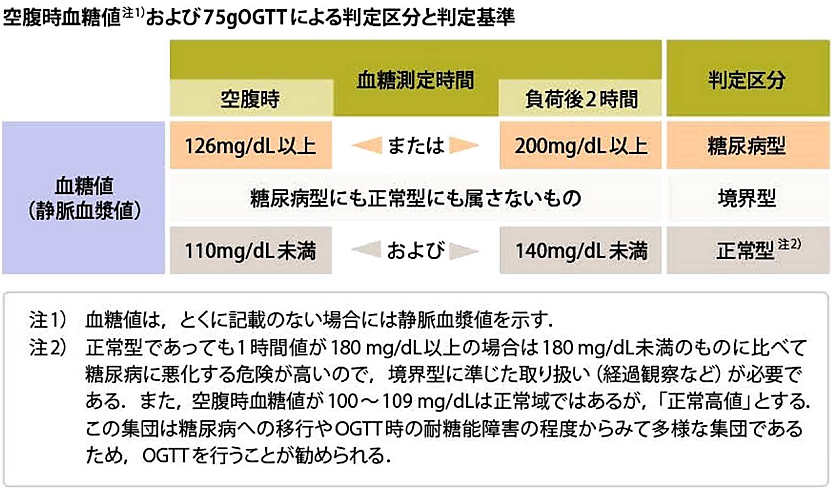 空腹時血糖値注1)および75gOGTTによる判定区分と判定基準
血糖測定時間
判定区分
空腹時
負荷後2時間
血糖値
(静脈血漿値)
126mg/dL以上
または
200mg/dL以上
糖尿病型
糖尿病型にも正常型にも属さないもの
境界型
110mg/dL未満
および
140mg/dL未満
正常型注2)
注1) 血糖値は,とくに記載のない場合には静脈血漿値を示す.
注2) 正常型であっても1時間値が180 mg/dL以上の場合は180 mg/dL未満のものに比べて
糖尿病に悪化する危険が高いので,境界型に準じた取り扱い(経過観察など)が必要で
ある.また,空腹時血糖値が100〜109 mg/dLは正常域ではあるが,「正常高値」とする.
この集団は糖尿病への移行やOGTT時の耐糖能障害の程度からみて多様な集団である
ため,OGTTを行うことが勧められる.